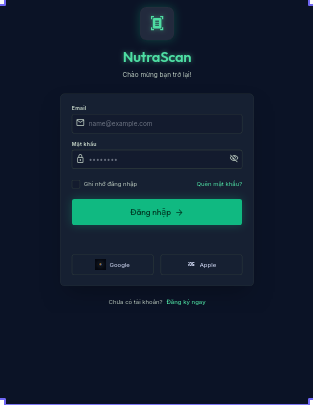 NutraScan
Chào mừng bạn trở lại!
Email
name@example.com
Mật khẩu
••••••••
Ghi nhớ đăng nhập
Quên mật khẩu?
Đăng nhập →
Google
Apple
Chưa có tài khoản? Đăng ký ngay